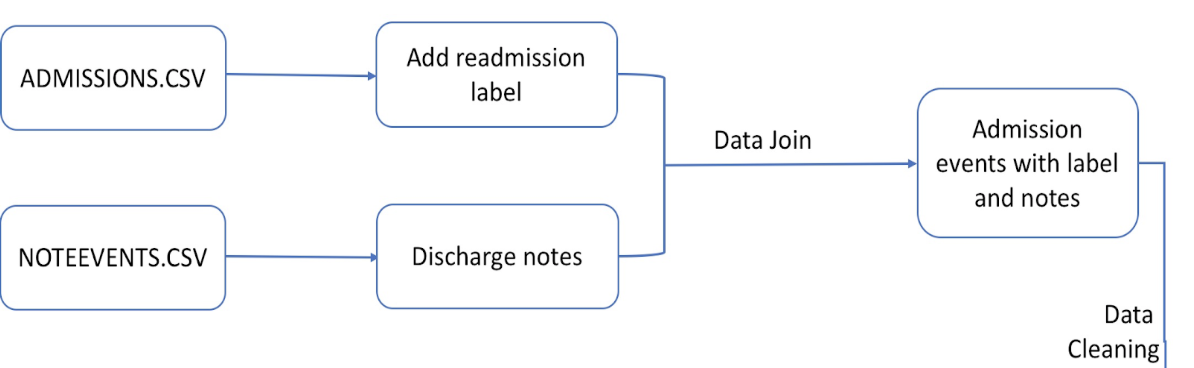 ADMISSIONS.CSV
Add readmission
label
Data Join
Admission
events with label
and notes
NOTEEVENTS.CSV
Discharge notes
Data
Cleaning